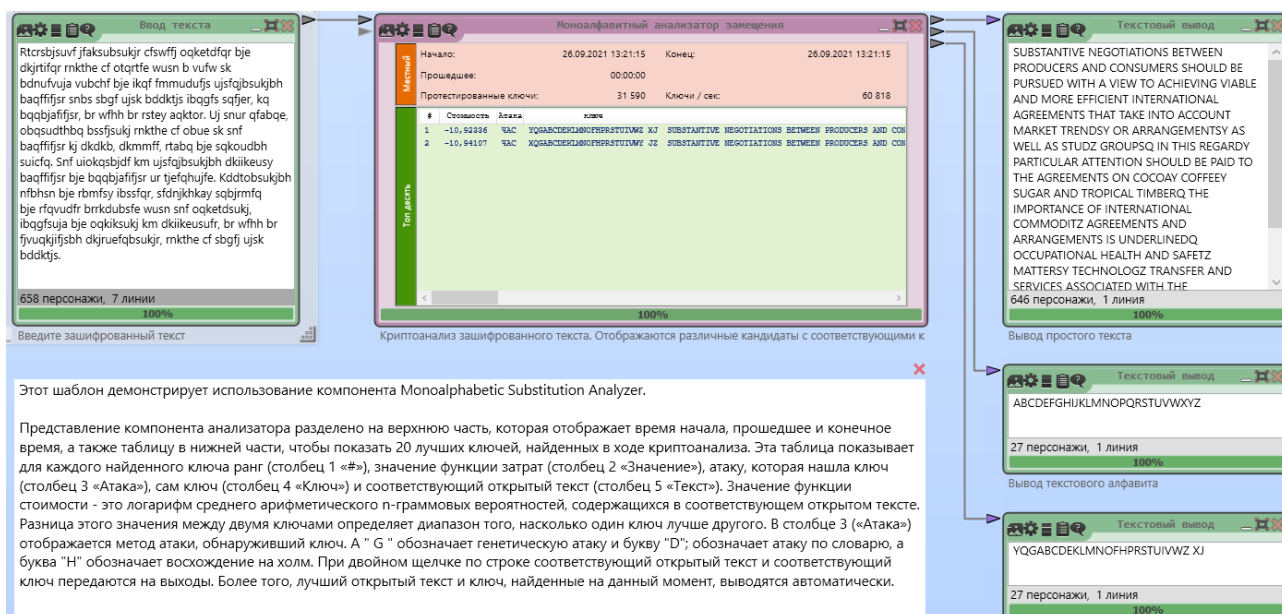 Ввод текста
Rtcrsbjsuvf jfaksubsukjr cfswffj oqketdfqr bje
dkjrtifqr rnkthe cf otqrtfe wusn b vufw sk
bdnufvuja vubchf bje ikqf fmmudufjs ujsfqjbsukjbh
baqffifjsr snbs sbgf ujsk bddktjs ibqgfs sqfjer, kq
bqqbjafifjsr, br wfhh br rstey aqktor. Uj snur qfabqe,
obqsudthbq bssfjsukj rnkthe cf obue sk snf
baqffifjsr kj dkdkb, dkmmff, rtabq bje sqkoudbh
suicfq. Snf uiokqsbjdf km ujsfqjbsukjbh dkiikeusy
baqffifjsr bje bqqbjafifjsr ur tjefqhujfe. Kddtobsukjbh
nfbhsn bje rbmfsy ibssfqr, sfdnjkhkay sqbjrmfq
bje rfqvudfr brrkdubsfe wusn snf oqketdsukj,
ibqgfsuja bje oqkiksukj km dkiikeusufr, br wfhh br
fjvuqkjifjsbh dkjruefqbsukjr, rnkthe cf sbgfj ujsk
bddktjs.
658 персонажи, 7 линии
100%
Введите зашифрованный текст
Моноалфавитный анализатор замещения
Местный
Начало: 26.09.2021 13:21:15 Конец: 26.09.2021 13:21:15
Прошедшее: 00:00:00
Протестированные ключи: 31 590 Ключи / сек: 60 818
Топ десять
# Стоимость Атака ключ
1 -10,92336 ЧАС YQGABCDEKLMNOFHPRSTUIVWZ XJ SUBSTANTIVE NEGOTIATIONS BETWEEN PRODUCERS AND CON
2 -10,94107 ЧАС XQGABCDEKLMNOFHPRSTUIVWY JZ SUBSTANTIVE NEGOTIATIONS BETWEEN PRODUCERS AND CON
100%
Криптоанализ зашифрованного текста. Отображаются различные кандидаты с соответствующими к
Текстовый вывод
SUBSTANTIVE NEGOTIATIONS BETWEEN
PRODUCERS AND CONSUMERS SHOULD BE
PURSUED WITH A VIEW TO ACHIEVING VIABLE
AND MORE EFFICIENT INTERNATIONAL
AGREEMENTS THAT TAKE INTO ACCOUNT
MARKET TRENDSY OR ARRANGEMENTSY AS
WELL AS STUDZ GROUPSQ IN THIS REGARDY
PARTICULAR ATTENTION SHOULD BE PAID TO
THE AGREEMENTS ON COCOAY COFFEEY
SUGAR AND TROPICAL TIMBERQ THE
IMPORTANCE OF INTERNATIONAL
COMMODITZ AGREEMENTS AND
ARRANGEMENTS IS UNDERLINEDQ
OCCUPATIONAL HEALTH AND SAFETZ
MATTERSY TECHNOLOGZ TRANSFER AND
SERVICES ASSOCIATED WITH THE
646 персонажи, 1 линия
100%
Вывод простого текста
Текстовый вывод
ABCDEFGHIJKLMNOPQRSTUVWXYZ
27 персонажи, 1 линия
100%
Вывод текстового алфавита
Текстовый вывод
YQGABCDEKLMNOFHPRSTUIVWZ XJ
27 персонажи, 1 линия
100%
Этот шаблон демонстрирует использование компонента Monoalphabetic Substitution Analyzer.
Представление компонента анализатора разделено на верхнюю часть, которая отображает время начала, прошедшее и конечное
время, а также таблицу в нижней части, чтобы показать 20 лучших ключей, найденных в ходе криптоанализа. Эта таблица показывает
для каждого найденного ключа ранг (столбец 1 «#»), значение функции затрат (столбец 2 «Значение»), атаку, которая нашла ключ
(столбец 3 «Атака»), сам ключ (столбец 4 «Ключ») и соответствующий открытый текст (столбец 5 «Текст»). Значение функции
стоимости - это логарифм среднего арифметического n-граммовых вероятностей, содержащихся в соответствующем открытом тексте.
Разница этого значения между двумя ключами определяет диапазон того, насколько один ключ лучше другого. В столбце 3 («Атака»)
отображается метод атаки, обнаруживший ключ. А " G " обозначает генетическую атаку и букву "D"; обозначает атаку по словарю, а
буква "Н" обозначает восхождение на холм. При двойном щелчке по строке соответствующий открытый текст и соответствующий
ключ передаются на выходы. Более того, лучший открытый текст и ключ, найденные на данный момент, выводятся автоматически.